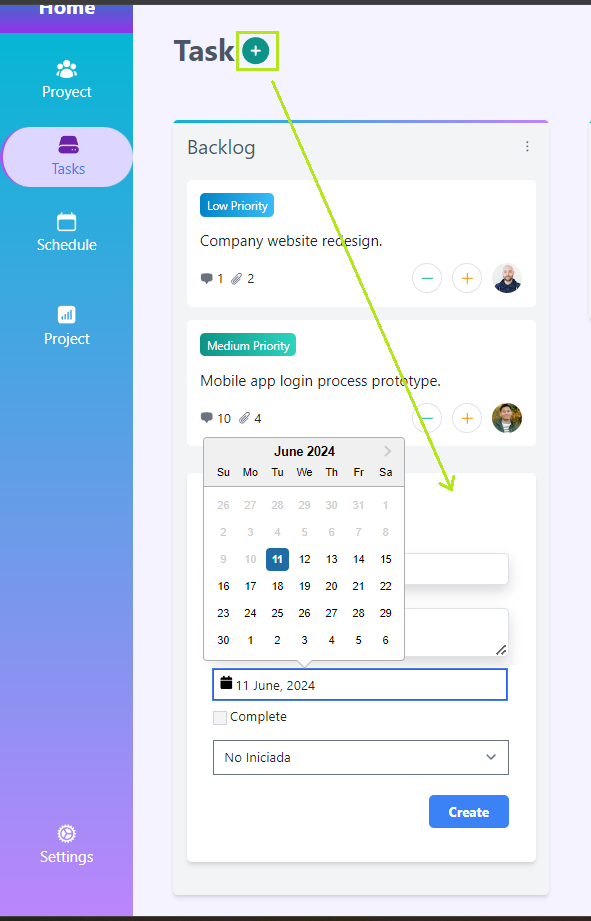 Home
Proyect
Tasks
Schedule
Project
Settings
Task
Backlog
Low Priority
Company website redesign.
1 2
Medium Priority
Mobile app login process prototype.
10 4
June 2024
Su Mo Tu We Th Fr Sa
26 27 28 29 30 31 1
2 3 4 5 6 7 8
9 10 11 12 13 14 15
16 17 18 19 20 21 22
23 24 25 26 27 28 29
30 1 2 3 4 5 6
11 June, 2024
Complete
No Iniciada
Create